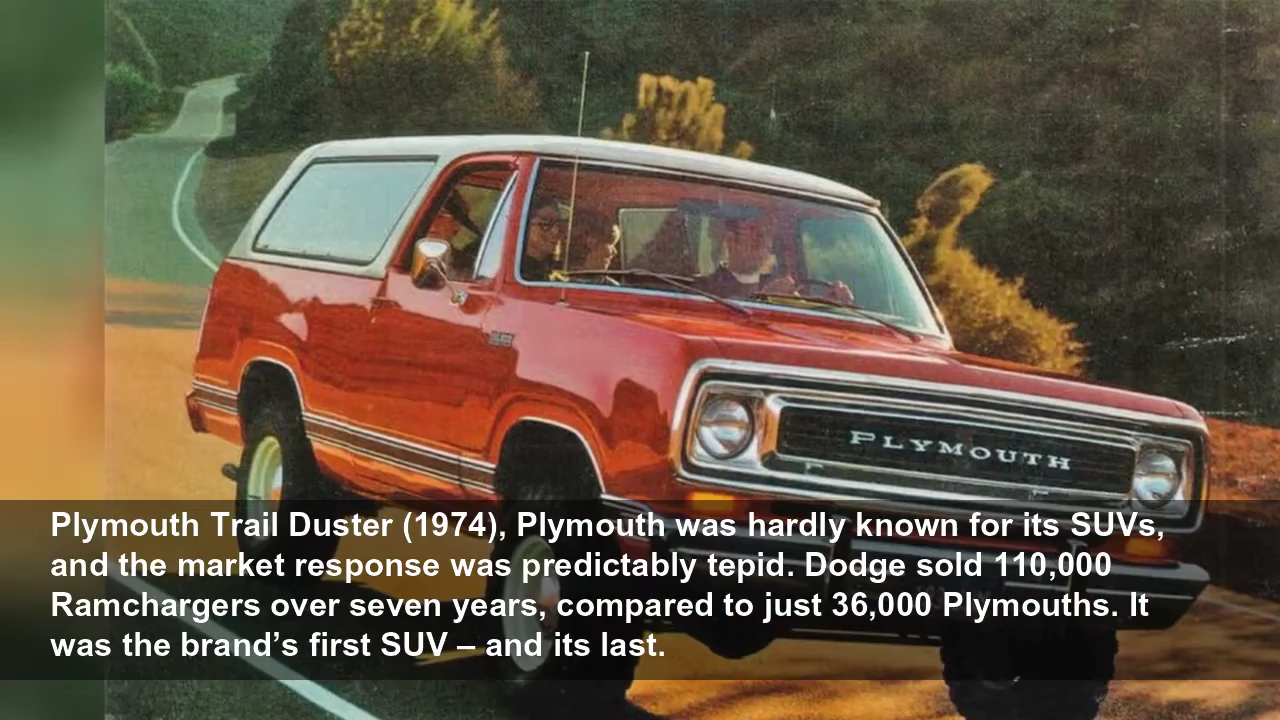 PLYMOUTH
Plymouth Trail Duster (1974), Plymouth was hardly known for its SUVs,
and the market response was predictably tepid. Dodge sold 110,000
Ramchargers over seven years, compared to just 36,000 Plymouths. It
was the brand’s first SUV – and its last.